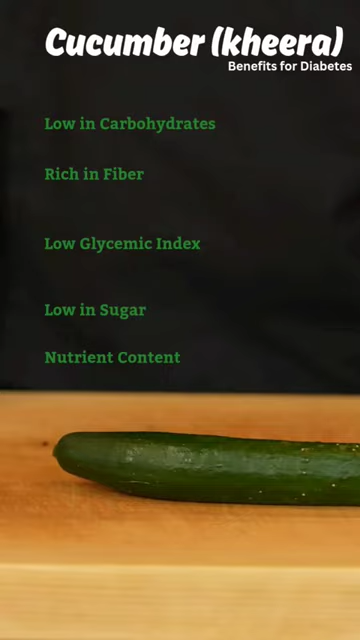 Cucumber (kheera)
Benefits for Diabetes
Low in Carbohydrates
Rich in Fiber
Low Glycemic Index
Low in Sugar
Nutrient Content